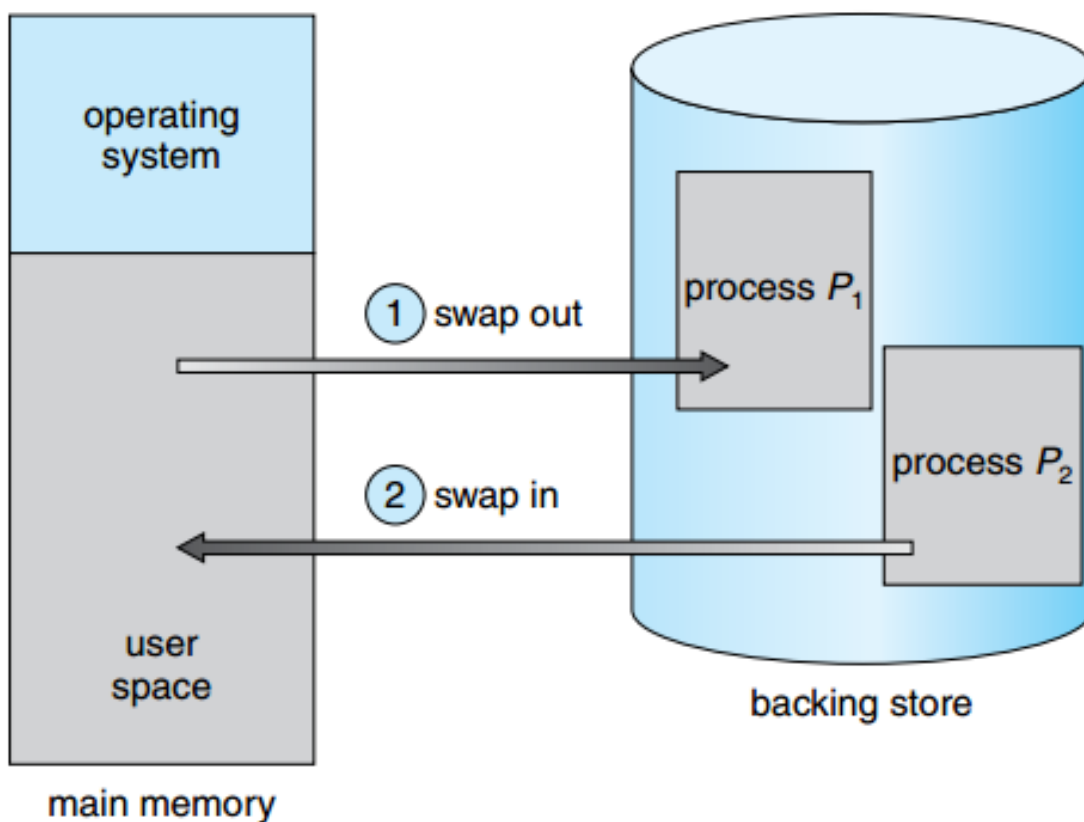 operating
system
process P₁
1 swap out
process P₂
2 swap in
user
space
backing store
main memory